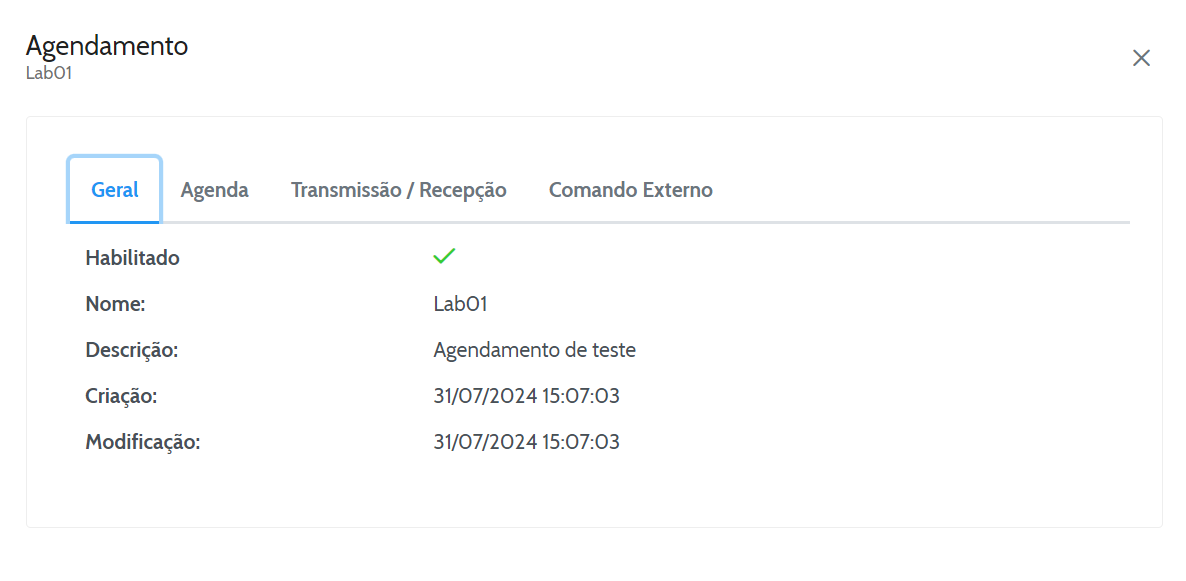 Agendamento
Lab01
Geral Agenda Transmissão / Recepção Comando Externo
Habilitado
Nome: Lab01
Descrição: Agendamento de teste
Criação: 31/07/2024 15:07:03
Modificação: 31/07/2024 15:07:03